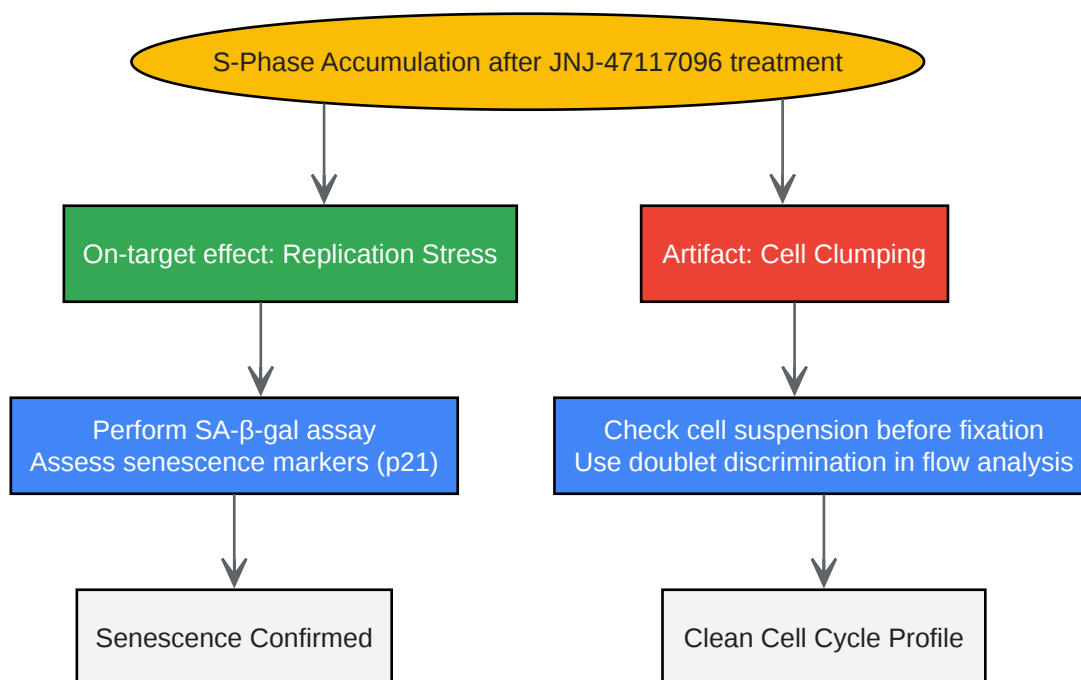 S-Phase Accumulation after JNJ-47117096 treatment
On-target effect: Replication Stress
Artifact: Cell Clumping
Perform SA-β-gal assay
Assess senescence markers (p21)
Check cell suspension before fixation
Use doublet discrimination in flow analysis
Senescence Confirmed
Clean Cell Cycle Profile